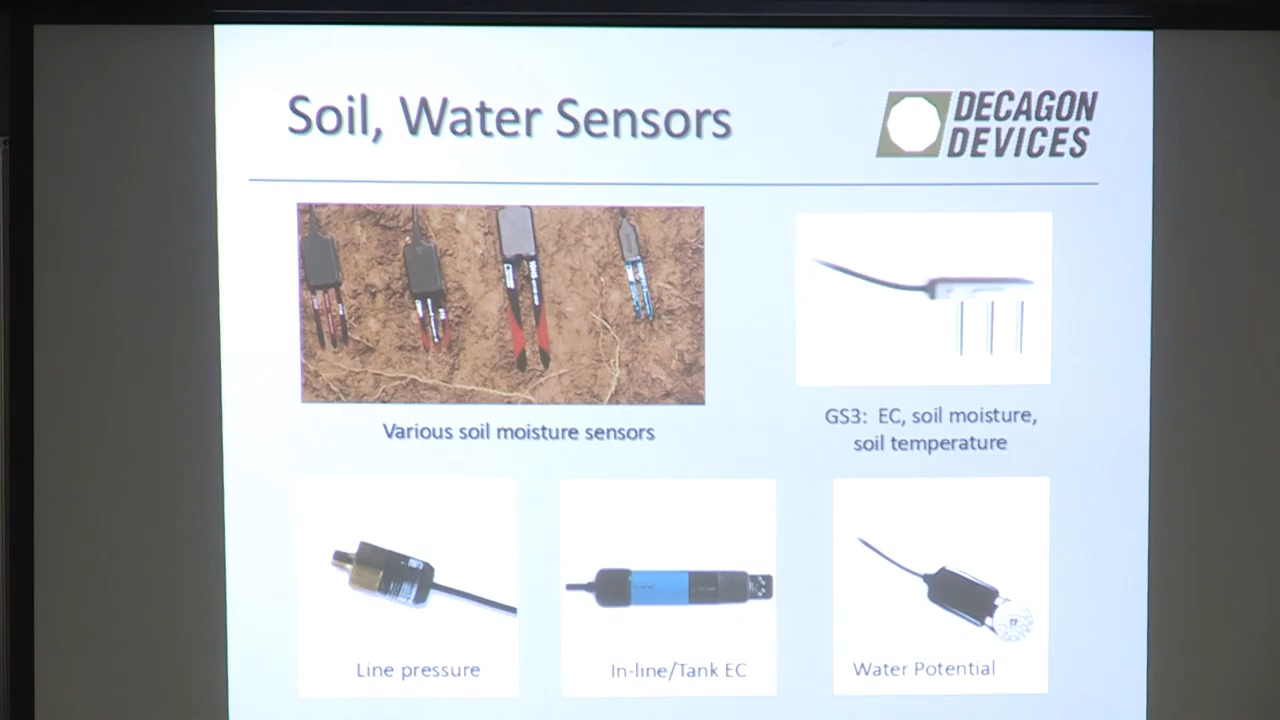 Soil, Water Sensors
DECAGON
DEVICES
Various soil moisture sensors
GS3: EC, soil moisture,
soil temperature
Line pressure
In-line/Tank EC
Water Potential